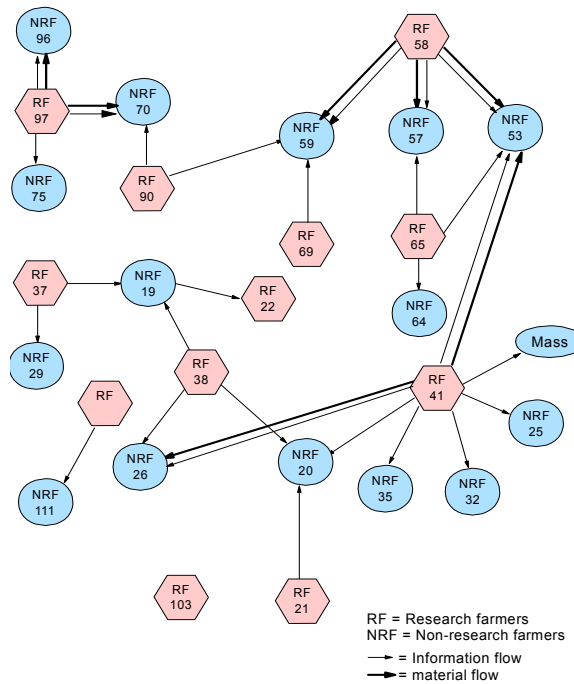 NRF
96
RF
58
RF
97
NRF
70
NRF
59
NRF
57
NRF
53
NRF
75
RF
90
RF
69
RF
65
RF
37
NRF
19
RF
22
NRF
64
NRF
29
RF
38
Mass
RF
41
RF
NRF
25
NRF
26
NRF
20
NRF
35
NRF
32
NRF
111
RF
103
RF
21
RF = Research farmers
NRF = Non-research farmers
= Information flow
= material flow